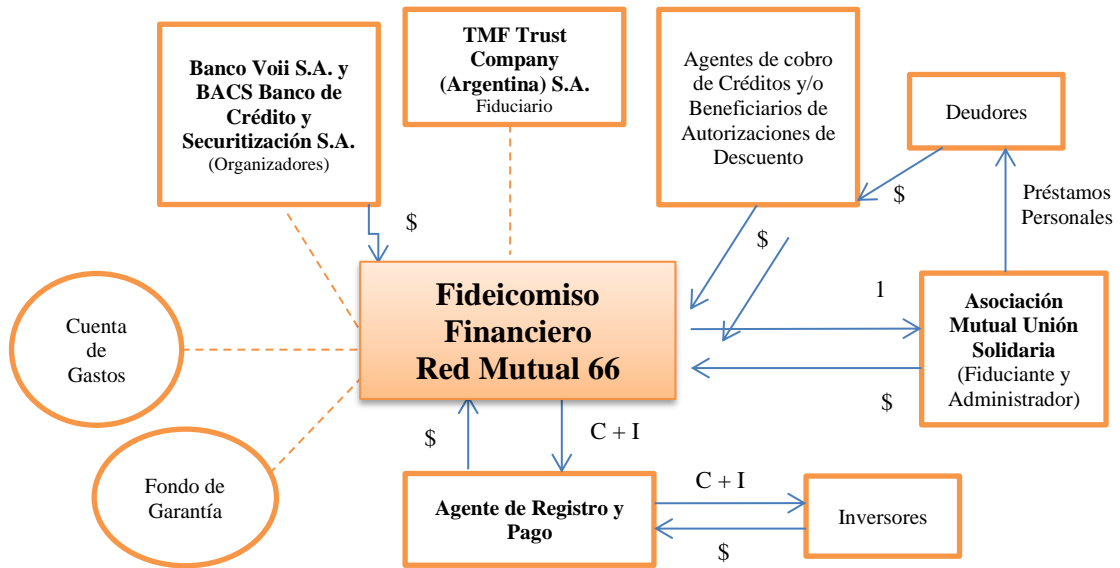 Banco Voii S.A. y
BACS Banco de
Crédito y
Securitización S.A.
(Organizadores)
TMF Trust
Company
(Argentina) S.A.
Fiduciario
Agentes de cobro
de Créditos y/o
Beneficiarios de
Autorizaciones de
Descuento
Deudores
$
Préstamos
Personales
$
$
Fideicomiso
Financiero
Red Mutual 66
1
Asociación
Mutual Unión
Solidaria
(Fiduciante y
Administrador)
$
Cuenta
de
Gastos
$
C + I
Fondo de
Garantía
Agente de Registro y
Pago
C + I
$
Inversores